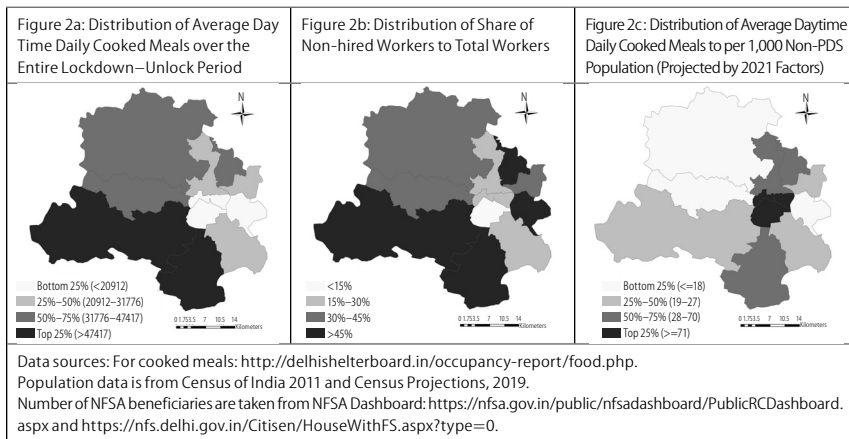 Figure 2a: Distribution of Average Day
Time Daily Cooked Meals over the
Entire Lockdown–Unlock Period
Figure 2b: Distribution of Share of
Non-hired Workers to Total Workers
Figure 2c: Distribution of Average Daytime
Daily Cooked Meals to per 1,000 Non-PDS
Population (Projected by 2021 Factors)
N
Bottom 25% (<20912)
25%–50% (20912–31776)
50%–75% (31776–47417)
Top 25% (>47417)
0 1.753.5 7 10.5 14
Kilometers
N
<15%
15%–30%
30%–45%
>45%
0 1.753.5 7 10.5 14
Kilometers
N
Bottom 25% (<=18)
25%–50% (19–27)
50%–75% (28–70)
Top 25% (>=71)
0 1.753.5 7 10.5 14
Kilometers
Data sources: For cooked meals: http://delhishelterboard.in/occupancy-report/food.php.
Population data is from Census of India 2011 and Census Projections, 2019.
Number of NFSA beneficiaries are taken from NFSA Dashboard: https://nfsa.gov.in/public/nfsadashboard/PublicRCDashboard.
aspx and https://nfs.delhi.gov.in/Citisen/HouseWithFS.aspx?type=0.